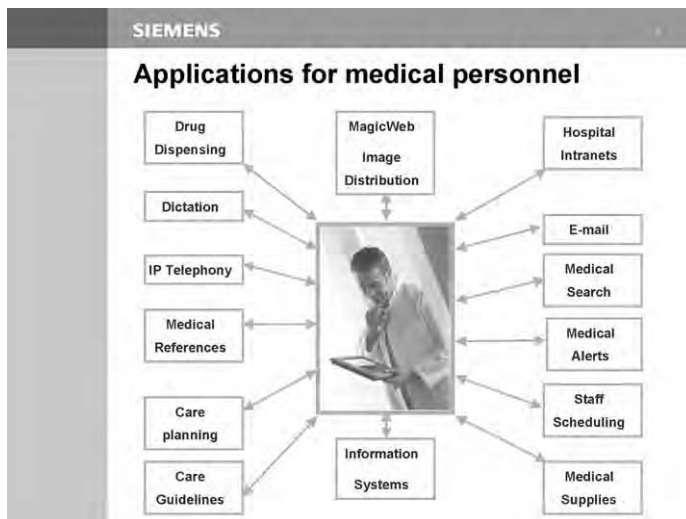 SIEMENS
Applications for medical personnel
Drug
Dispensing
Dictation
IP Telephony
Medical
References
Care
planning
Care
Guidelines
MagicWeb
Image
Distribution
Information
Systems
Hospital
Intranets
E-mail
Medical
Search
Medical
Alerts
Staff
Scheduling
Medical
Supplies